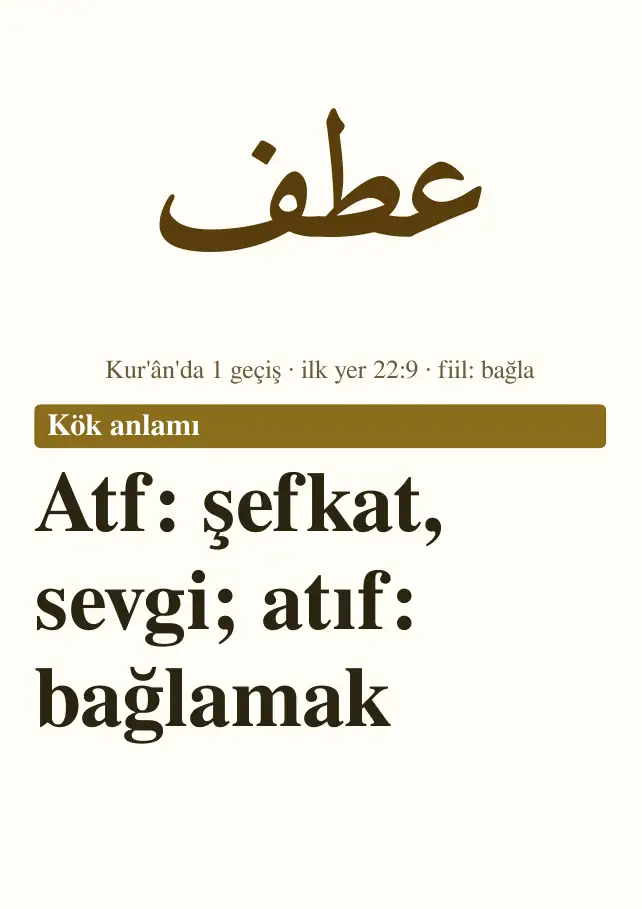 عطف
Kur'ân'da 1 geçiş · ilk yer 22:9 · fiil: bağla
Kök anlamı
Atf: şefkat,
sevgi; atıf:
bağlamak